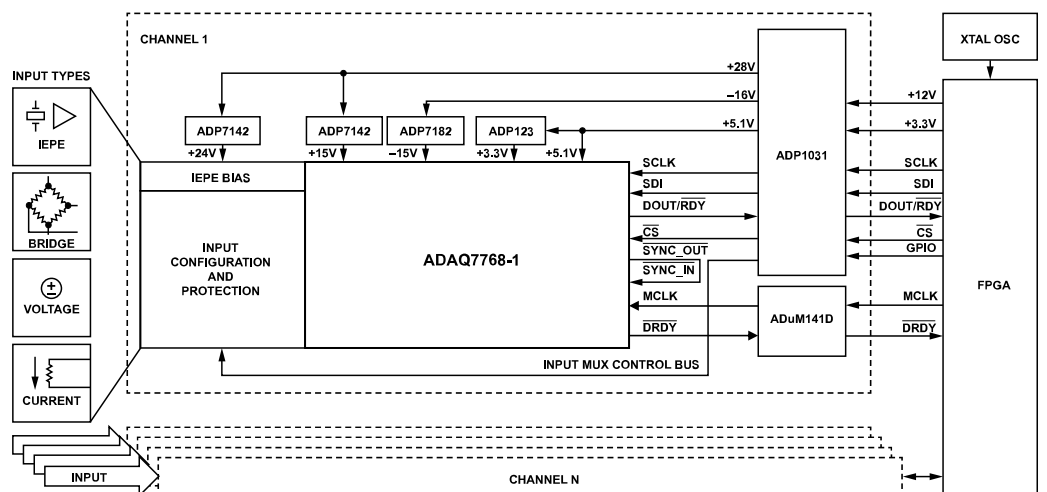 CHANNEL 1
XTAL OSC
INPUT TYPES
IEPE
BRIDGE
VOLTAGE
CURRENT
+28V
–16V
+5.1V
ADP7142
ADP7142
ADP7182
ADP123
+24V
+15V
–15V
+3.3V
+5.1V
IEPE BIAS
INPUT
CONFIGURATION
AND
PROTECTION
ADAQ7768-1
SCLK
SDI
DOUT/RDY
CS
SYNC_OUT
SYNC_IN
MCLK
DRDY
INPUT MUX CONTROL BUS
ADP1031
ADuM141D
+12V
+3.3V
SCLK
SDI
DOUT/RDY
CS
GPIO
MCLK
DRDY
FPGA
INPUT
CHANNEL N